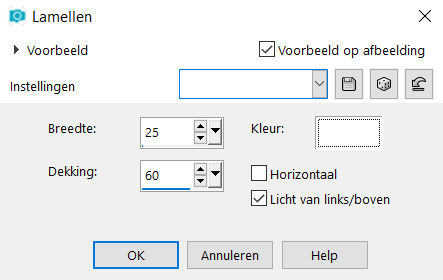 Lamellen
Voorbeeld
Voorbeeld op afbeelding
Instellingen
Breedte: 25 Kleur:
Dekking: 60 Horizontaal
Licht van links/boven
OK Annuleren Help